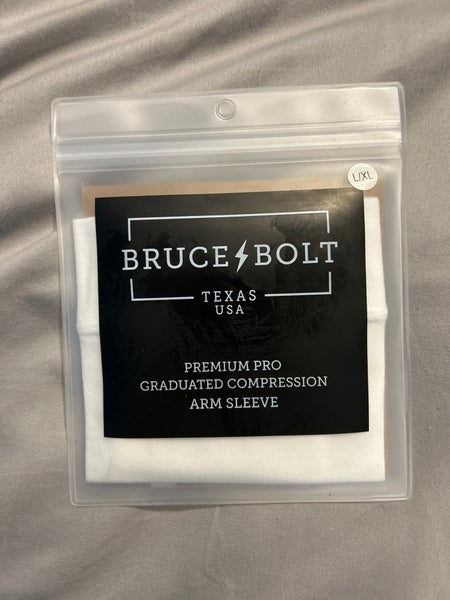 L/XL
BRUCE BOLT
TEXAS
USA
PREMIUM PRO
GRADUATED COMPRESSION
ARM SLEEVE